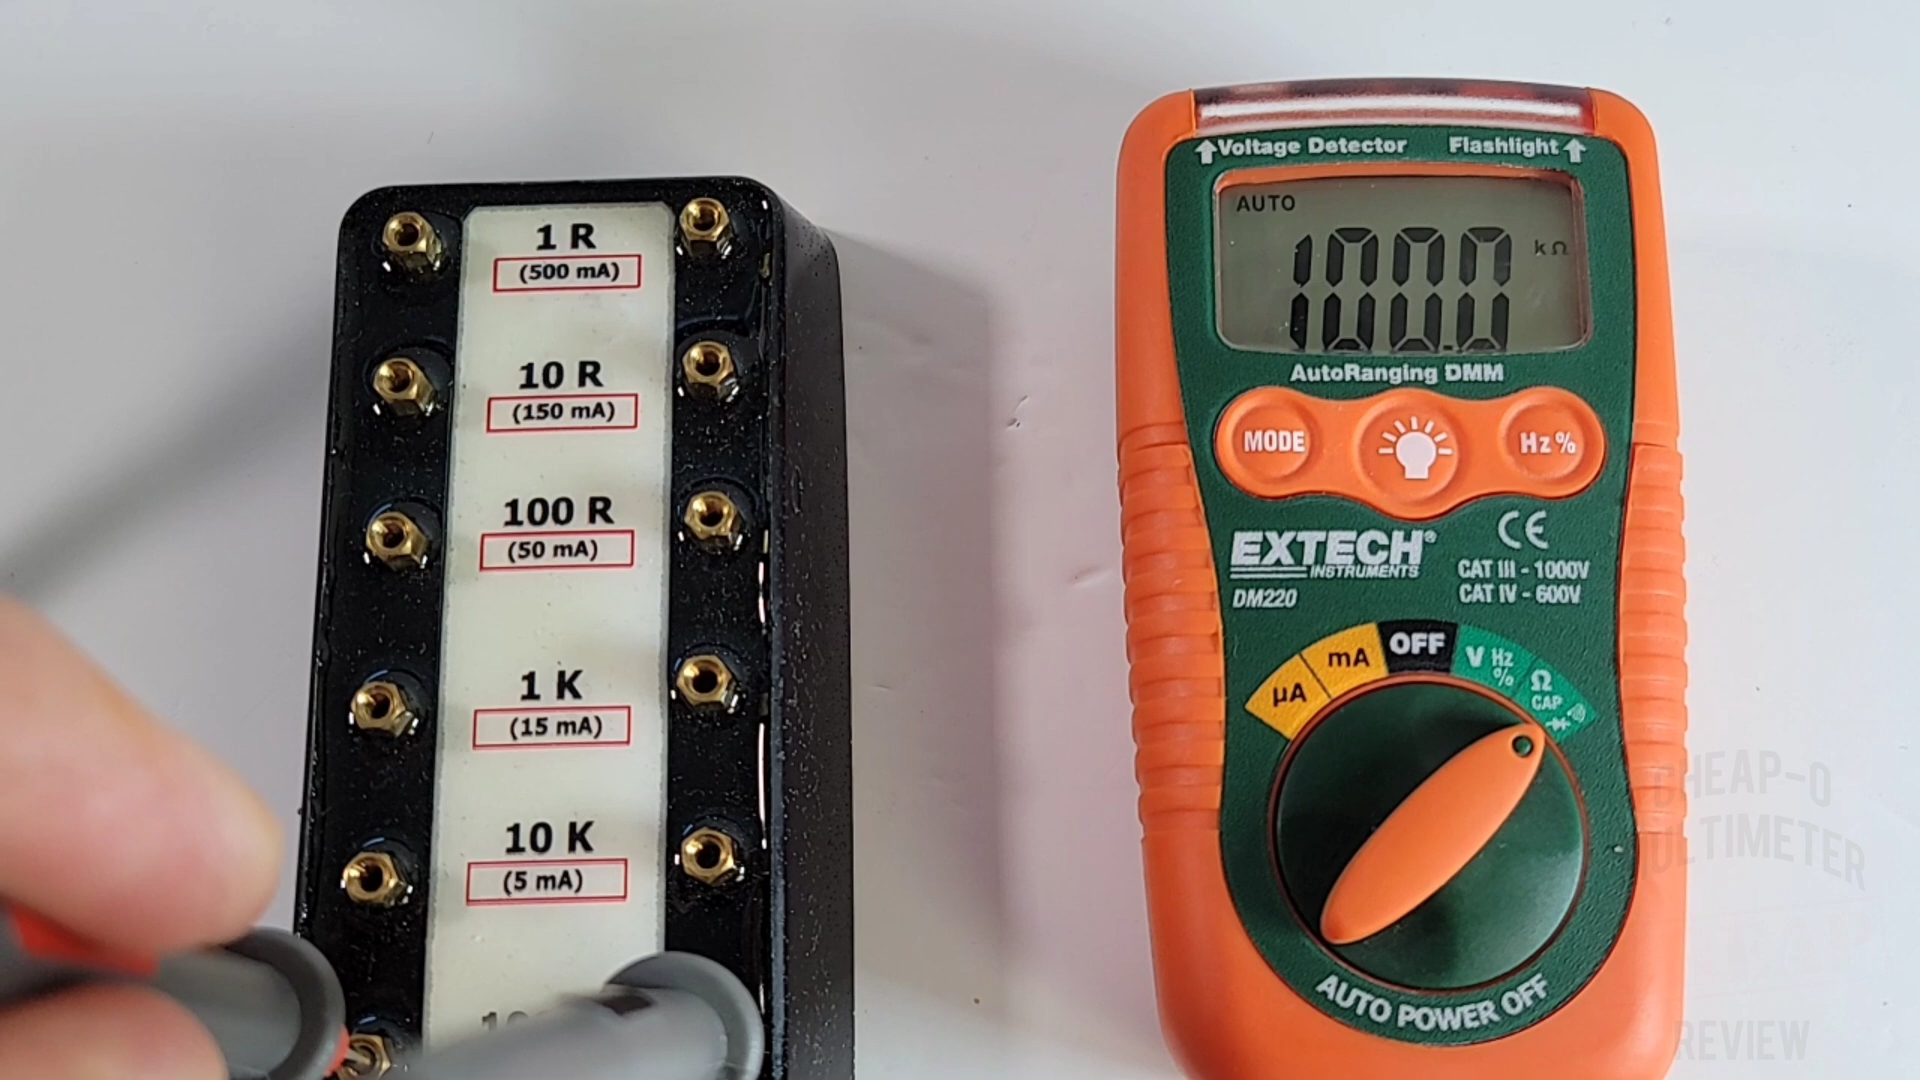 1 R
(500 mA)
10 R
(150 mA)
100 R
(50 mA)
1 K
(15 mA)
10 K
(5 mA)
Voltage Detector Flashlight
AUTO
100.0 kΩ
AutoRanging DMM
MODE Hz %
EXTECH®
INSTRUMENTS
DM220
CE
CAT III - 1000V
CAT IV - 600V
µA mA OFF V Hz % Ω CAP
AUTO POWER OFF
CHEAP-O
MULTIMETER
REVIEW